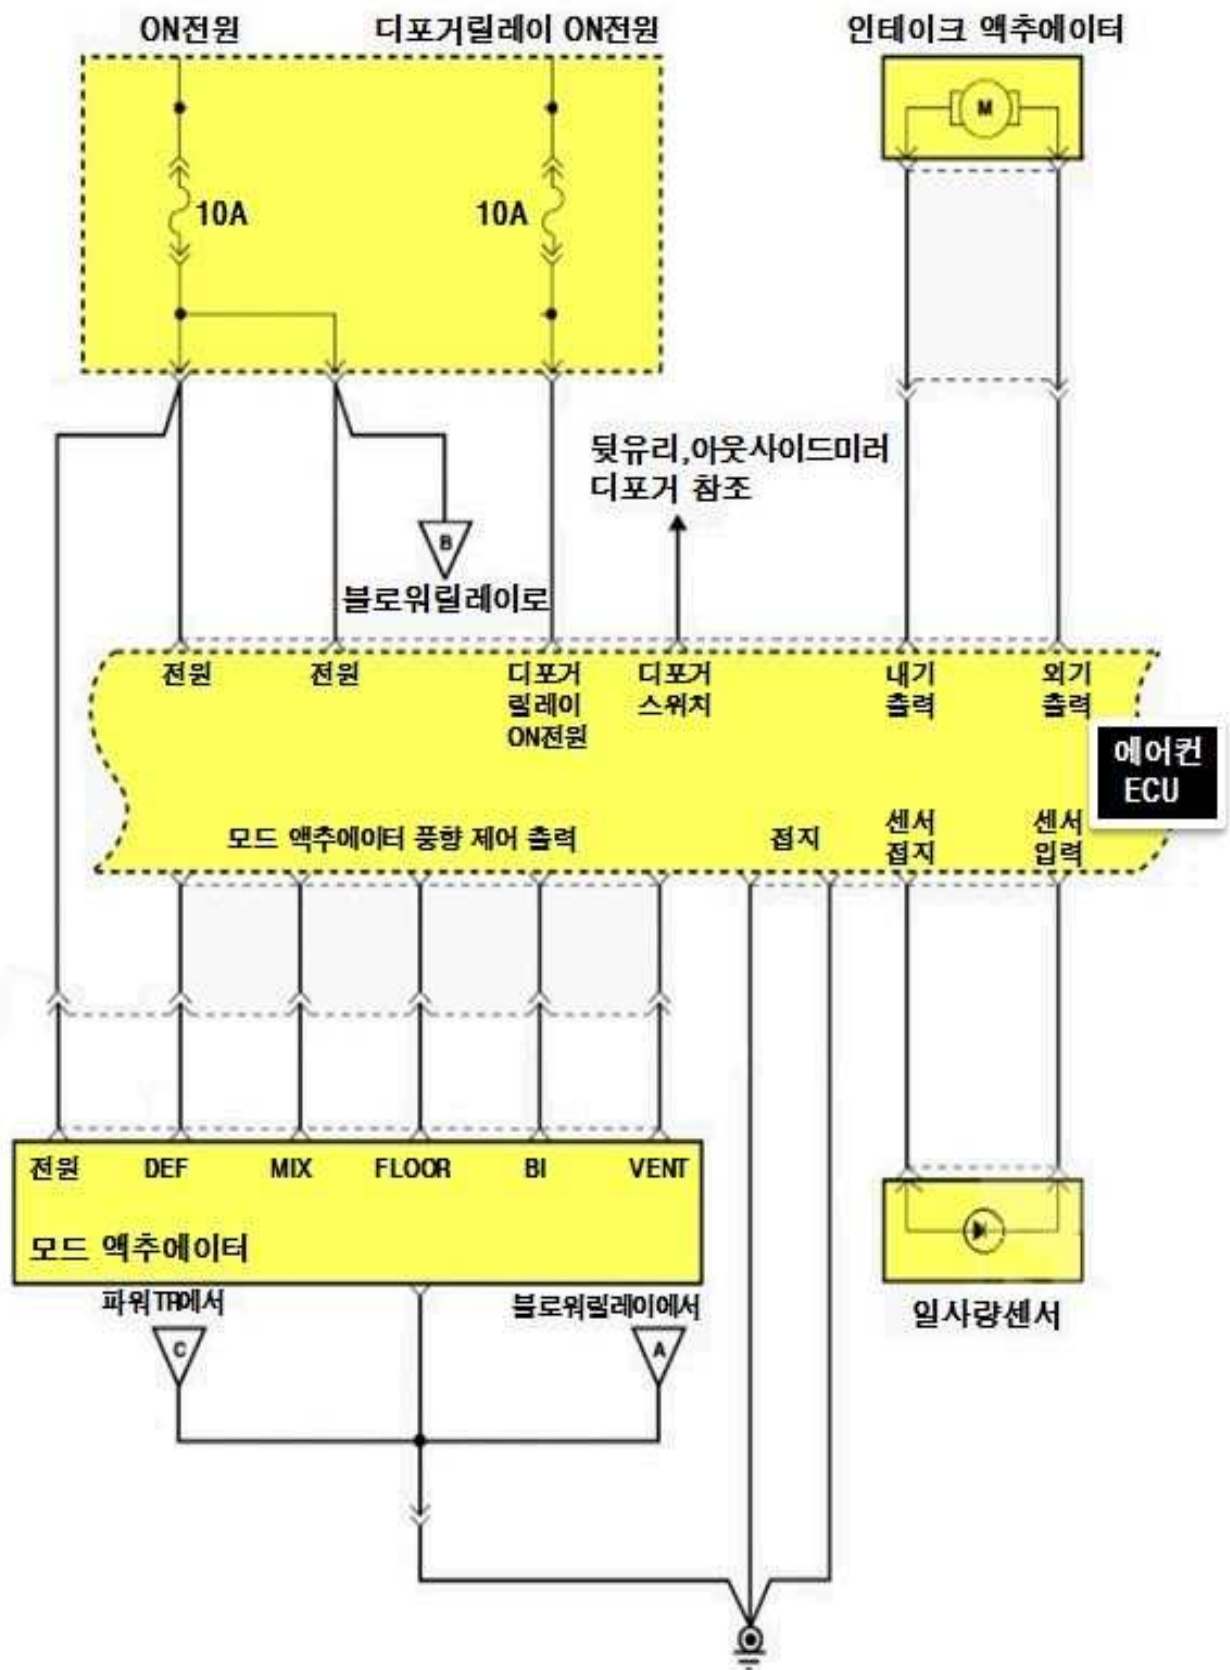 ON전원
디포거릴레이 ON전원
인테이크 액추에이터
M
10A
10A
뒷유리,아웃사이드미러
디포거 참조
B
블로워릴레이로
전원
전원
디포거
릴레이
ON전원
디포거
스위치
내기
출력
외기
출력
에어컨
ECU
모드 액추에이터 풍향 제어 출력
접지
센서
접지
센서
입력
전원
DEF
MIX
FLOOR
BI
VENT
모드 액추에이터
파워TR에서
블로워릴레이에서
C
A
일사량센서